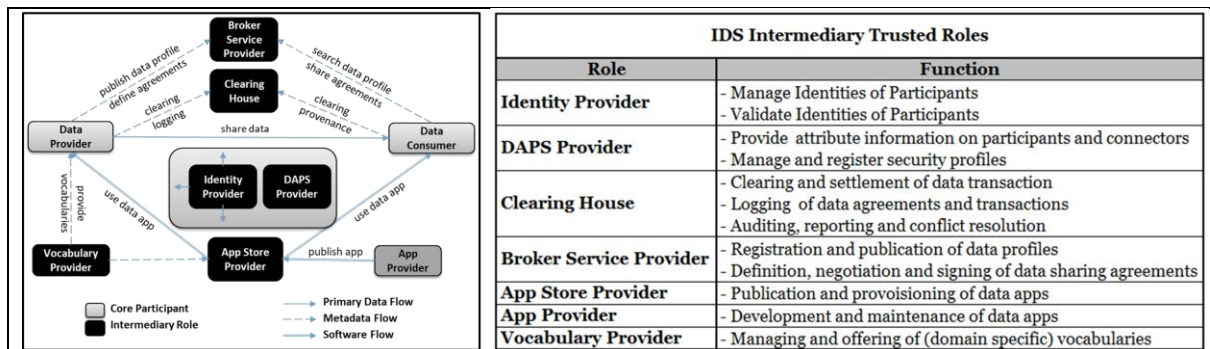 Broker
Service
Provider
publish data profile
define agreements
search data profile
share agreements
Clearing
House
clearing
logging
clearing
provenance
Data
Provider
share data
Data
Consumer
Identity
Provider
DAPS
Provider
provide
vocabularies
use data app
use data app
Vocabulary
Provider
App Store
Provider
publish app
App
Provider
Core Participant
Intermediary Role
Primary Data Flow
Metadata Flow
Software Flow
IDS Intermediary Trusted Roles
Role Function
Identity Provider
- Manage Identities of Participants
- Validate Identities of Participants
DAPS Provider
- Provide attribute information on participants and connectors
- Manage and register security profiles
Clearing House
- Clearing and settlement of data transaction
- Logging of data agreements and transactions
- Auditing, reporting and conflict resolution
Broker Service Provider
- Registration and publication of data profiles
- Definition, negotiation and signing of data sharing agreements
App Store Provider - Publication and provoisioning of data apps
App Provider - Development and maintenance of data apps
Vocabulary Provider - Managing and offering of (domain specific) vocabularies